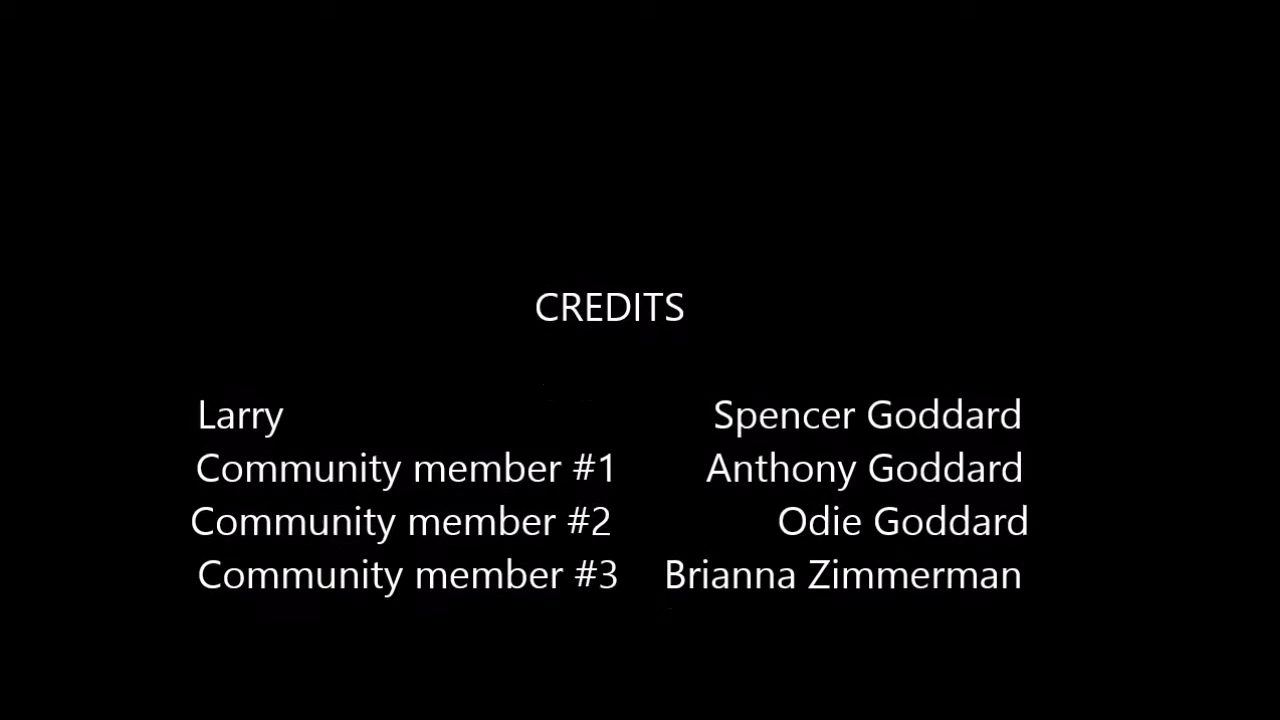 CREDITS
Larry Spencer Goddard
Community member #1 Anthony Goddard
Community member #2 Odie Goddard
Community member #3 Brianna Zimmerman